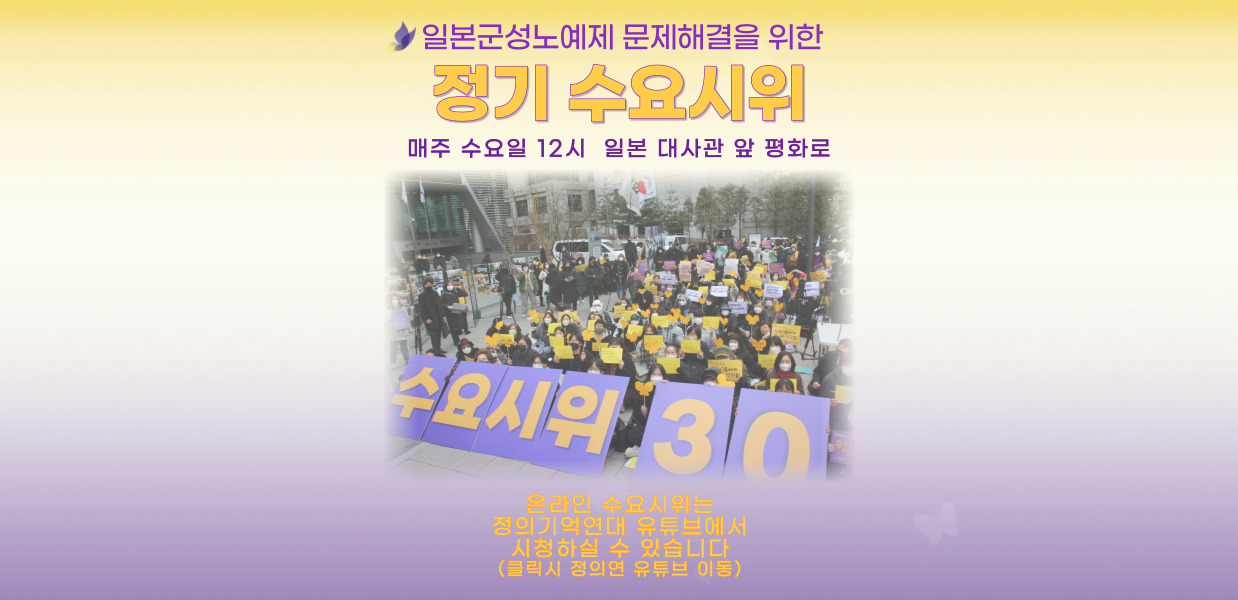 일본군성노예제 문제해결을 위한
정기 수요시위
매주 수요일 12시 일본 대사관 앞 평화로
수요시위 30
온라인 수요시위는
정의기억연대 유튜브에서
시청하실 수 있습니다
(클릭시 정의연 유튜브 이동)